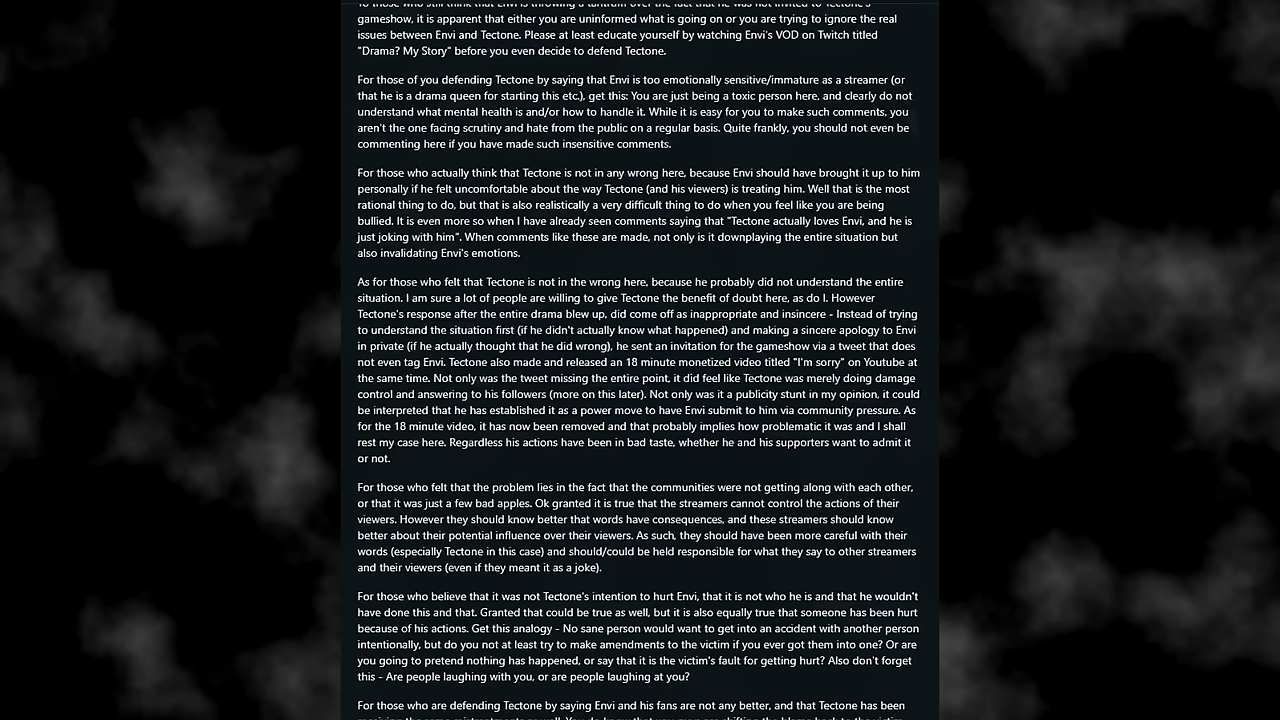 To those who still think that Envi is throwing a tantrum over the fact that he was not invited to Tectone's
gameshow, it is apparent that either you are uninformed what is going on or you are trying to ignore the real
issues between Envi and Tectone. Please at least educate yourself by watching Envi's VOD on Twitch titled
"Drama? My Story" before you even decide to defend Tectone.
For those of you defending Tectone by saying that Envi is too emotionally sensitive/immature as a streamer (or
that he is a drama queen for starting this etc.), get this: You are just being a toxic person here, and clearly do not
understand what mental health is and/or how to handle it. While it is easy for you to make such comments, you
aren't the one facing scrutiny and hate from the public on a regular basis. Quite frankly, you should not even be
commenting here if you have made such insensitive comments.
For those who actually think that Tectone is not in any wrong here, because Envi should have brought it up to him
personally if he felt uncomfortable about the way Tectone (and his viewers) is treating him. Well that is the most
rational thing to do, but that is also realistically a very difficult thing to do when you feel like you are being
bullied. It is even more so when I have already seen comments saying that "Tectone actually loves Envi, and he is
just joking with him". When comments like these are made, not only is it downplaying the entire situation but
also invalidating Envi's emotions.
As for those who felt that Tectone is not in the wrong here, because he probably did not understand the entire
situation. I am sure a lot of people are willing to give Tectone the benefit of doubt here, as do I. However
Tectone's response after the entire drama blew up, did come off as inappropriate and insincere - Instead of trying
to understand the situation first (if he didn't actually know what happened) and making a sincere apology to Envi
in private (if he actually thought that he did wrong), he sent an invitation for the gameshow via a tweet that does
not even tag Envi. Tectone also made and released an 18 minute monetized video titled "I'm sorry" on Youtube at
the same time. Not only was the tweet missing the entire point, it did feel like Tectone was merely doing damage
control and answering to his followers (more on this later). Not only was it a publicity stunt in my opinion, it could
be interpreted that he has established it as a power move to have Envi submit to him via community pressure. As
for the 18 minute video, it has now been removed and that probably implies how problematic it was and I shall
rest my case here. Regardless his actions have been in bad taste, whether he and his supporters want to admit it
or not.
For those who felt that the problem lies in the fact that the communities were not getting along with each other,
or that it was just a few bad apples. Ok granted it is true that the streamers cannot control the actions of their
viewers. However they should know better that words have consequences, and these streamers should know
better about their potential influence over their viewers. As such, they should have been more careful with their
words (especially Tectone in this case) and should/could be held responsible for what they say to other streamers
and their viewers (even if they meant it as a joke).
For those who believe that it was not Tectone's intention to hurt Envi, that it is not who he is and that he wouldn't
have done this and that. Granted that could be true as well, but it is also equally true that someone has been hurt
because of his actions. Get this analogy - No sane person would want to get into an accident with another person
intentionally, but do you not at least try to make amendments to the victim if you ever got them into one? Or are
you going to pretend nothing has happened, or say that it is the victim's fault for getting hurt? Also don't forget
this - Are people laughing with you, or are people laughing at you?
For those who are defending Tectone by saying Envi and his fans are not any better, and that Tectone has been